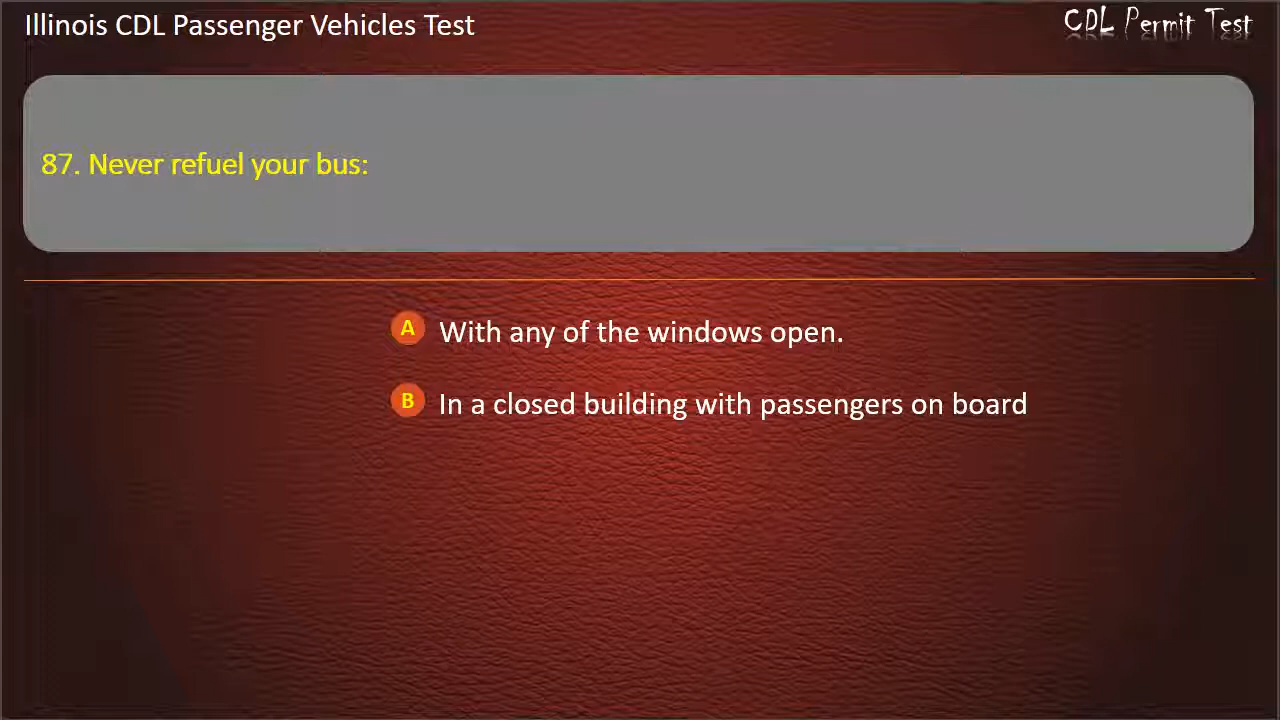 Illinois CDL Passenger Vehicles Test
CDL Permit Test
87. Never refuel your bus:
A With any of the windows open.
B In a closed building with passengers on board